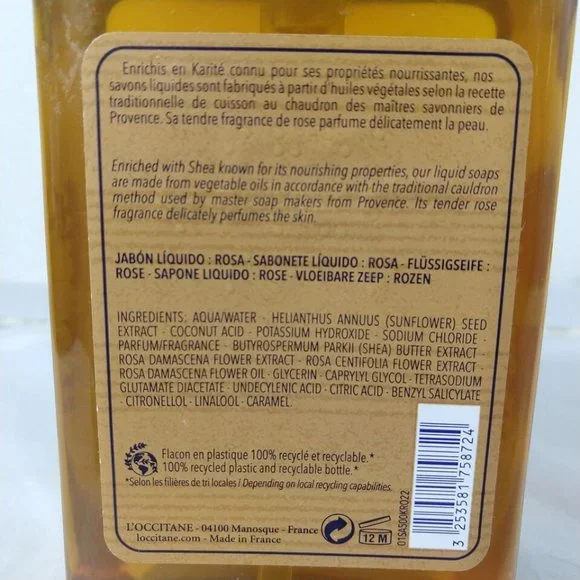 Enrichis en Karité connu pour ses propriétés nourrissantes, nos
savons liquides sont fabriqués à partir d'huiles végétales selon la recette
traditionnelle de cuisson au chaudron des maîtres savonniers de
Provence. Sa tendre fragrance de rose parfume délicatement la peau.
Enriched with Shea known for its nourishing properties, our liquid soaps
are made from vegetable oils in accordance with the traditional cauldron
method used by master soap makers from Provence. Its tender rose
fragrance delicately perfumes the skin.
JABÓN LÍQUIDO : ROSA - SABONETE LÍQUIDO : ROSA - FLÜSSIGSEIFE :
ROSE - SAPONE LIQUIDO : ROSE - VLOEIBARE ZEEP : ROZEN
INGREDIENTS: AQUA/WATER - HELIANTHUS ANNUUS (SUNFLOWER) SEED
EXTRACT - COCONUT ACID - POTASSIUM HYDROXIDE - SODIUM CHLORIDE -
PARFUM/FRAGRANCE - BUTYROSPERMUM PARKII (SHEA) BUTTER EXTRACT -
ROSA DAMASCENA FLOWER EXTRACT - ROSA CENTIFOLIA FLOWER EXTRACT -
ROSA DAMASCENA FLOWER OIL - GLYCERIN - CAPRYLYL GLYCOL - TETRASODIUM
GLUTAMATE DIACETATE - UNDECYLENIC ACID - CITRIC ACID - BENZYL SALICYLATE
- CITRONELLOL - LINALOOL - CARAMEL.
Flacon en plastique 100% recyclé et recyclable.*
100% recycled plastic and recyclable bottle.*
*Selon les filières de tri locales / Depending on local recycling capabilities.
L'OCCITANE - 04100 Manosque - France
loccitane.com - Made in France
12 M
01SA500KRQ22
3 253581 758724